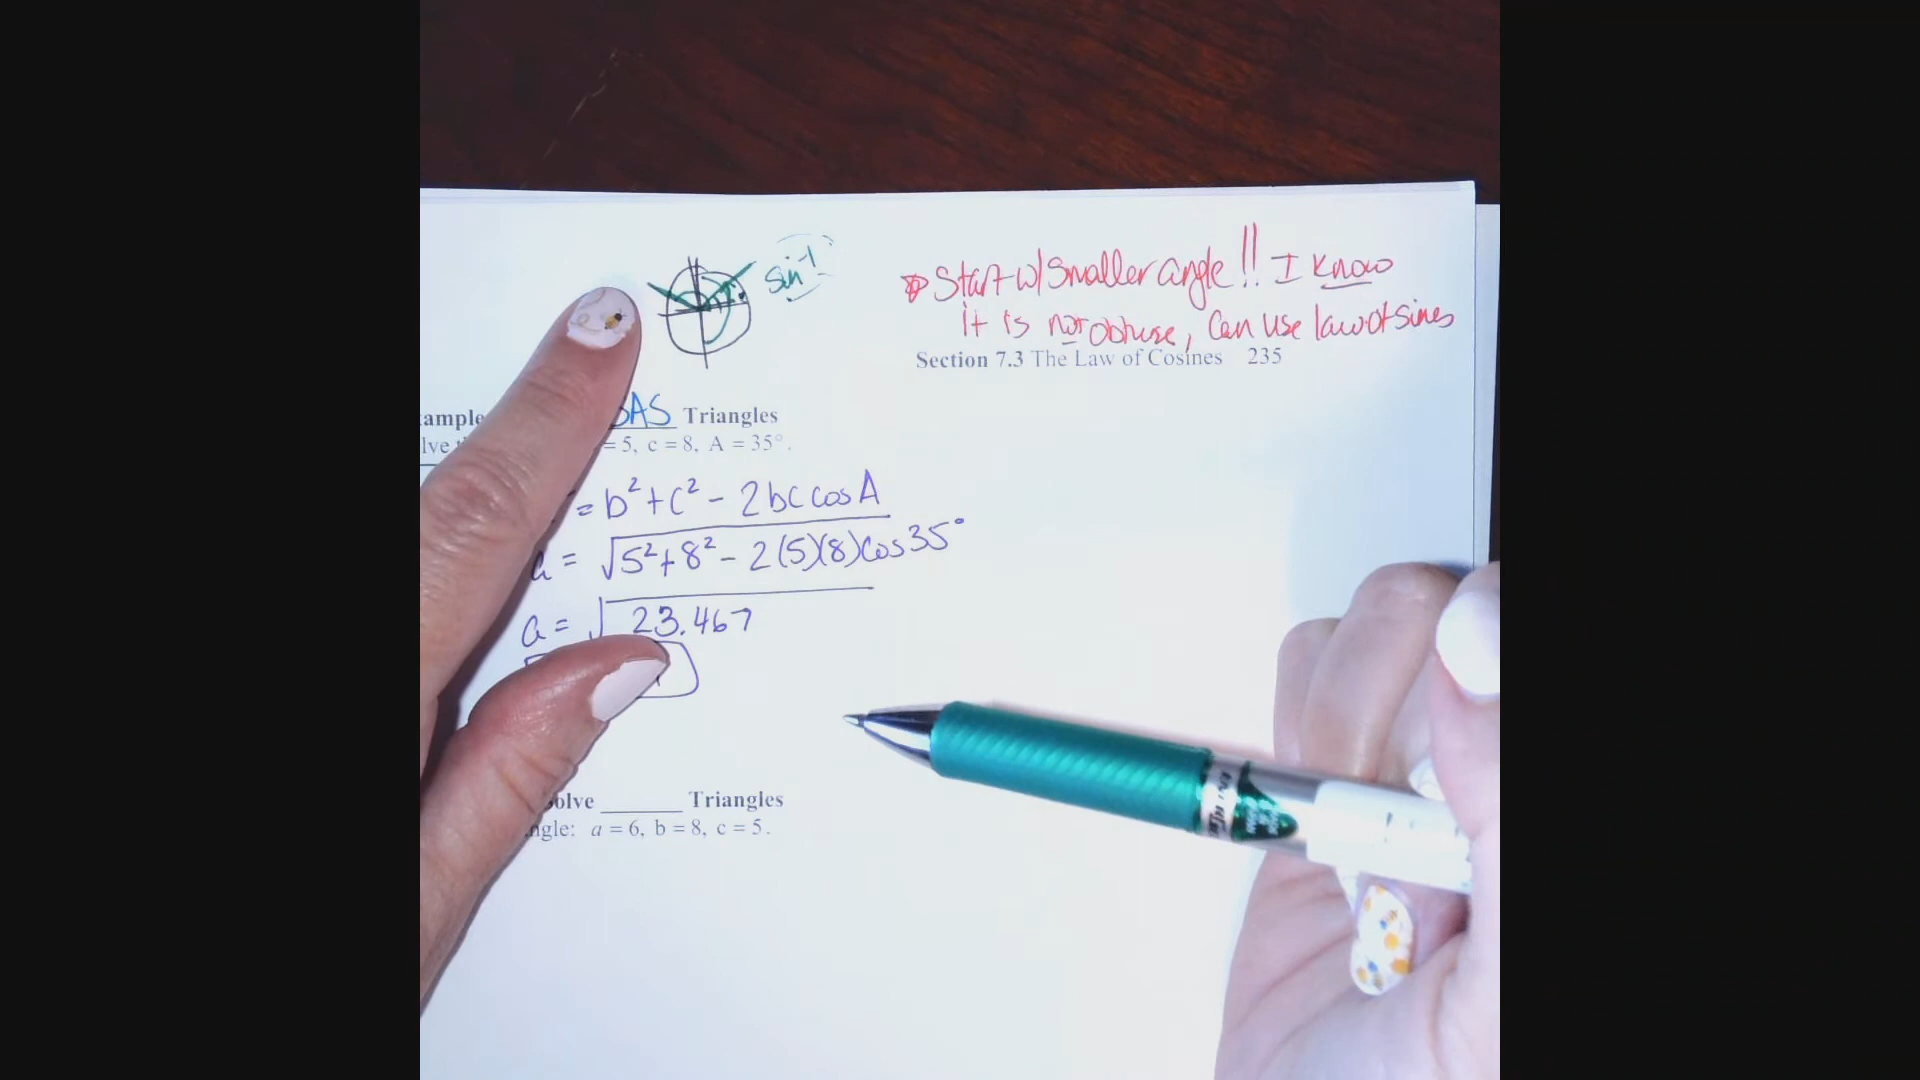 sin⁻¹
Start w/ Smaller angle!! I know
it is not obtuse, can use law of sines
Section 7.3 The Law of Cosines 235
SAS Triangles
= 5, c = 8, A = 35°.
= b² + c² - 2bc cos A
a = √5² + 8² - 2(5)(8)cos 35°
a = √23.467
Triangles
a = 6, b = 8, c = 5.